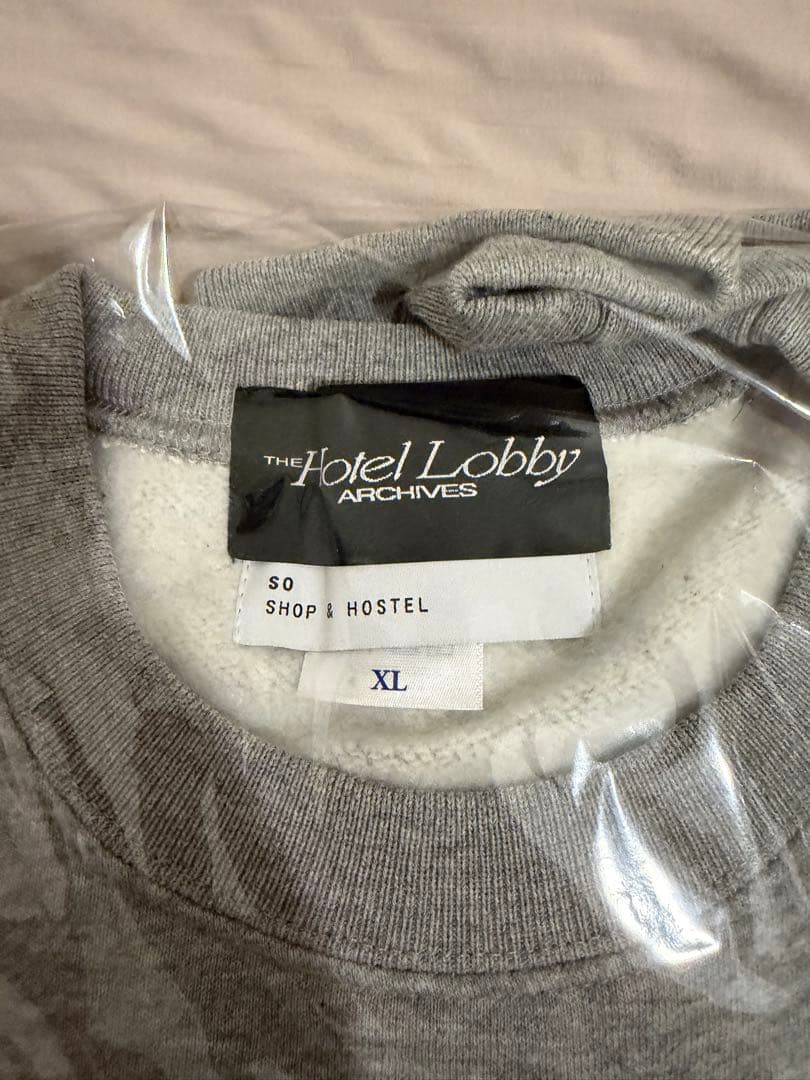 THE Hotel Lobby
ARCHIVES
SO
SHOP & HOSTEL
XL